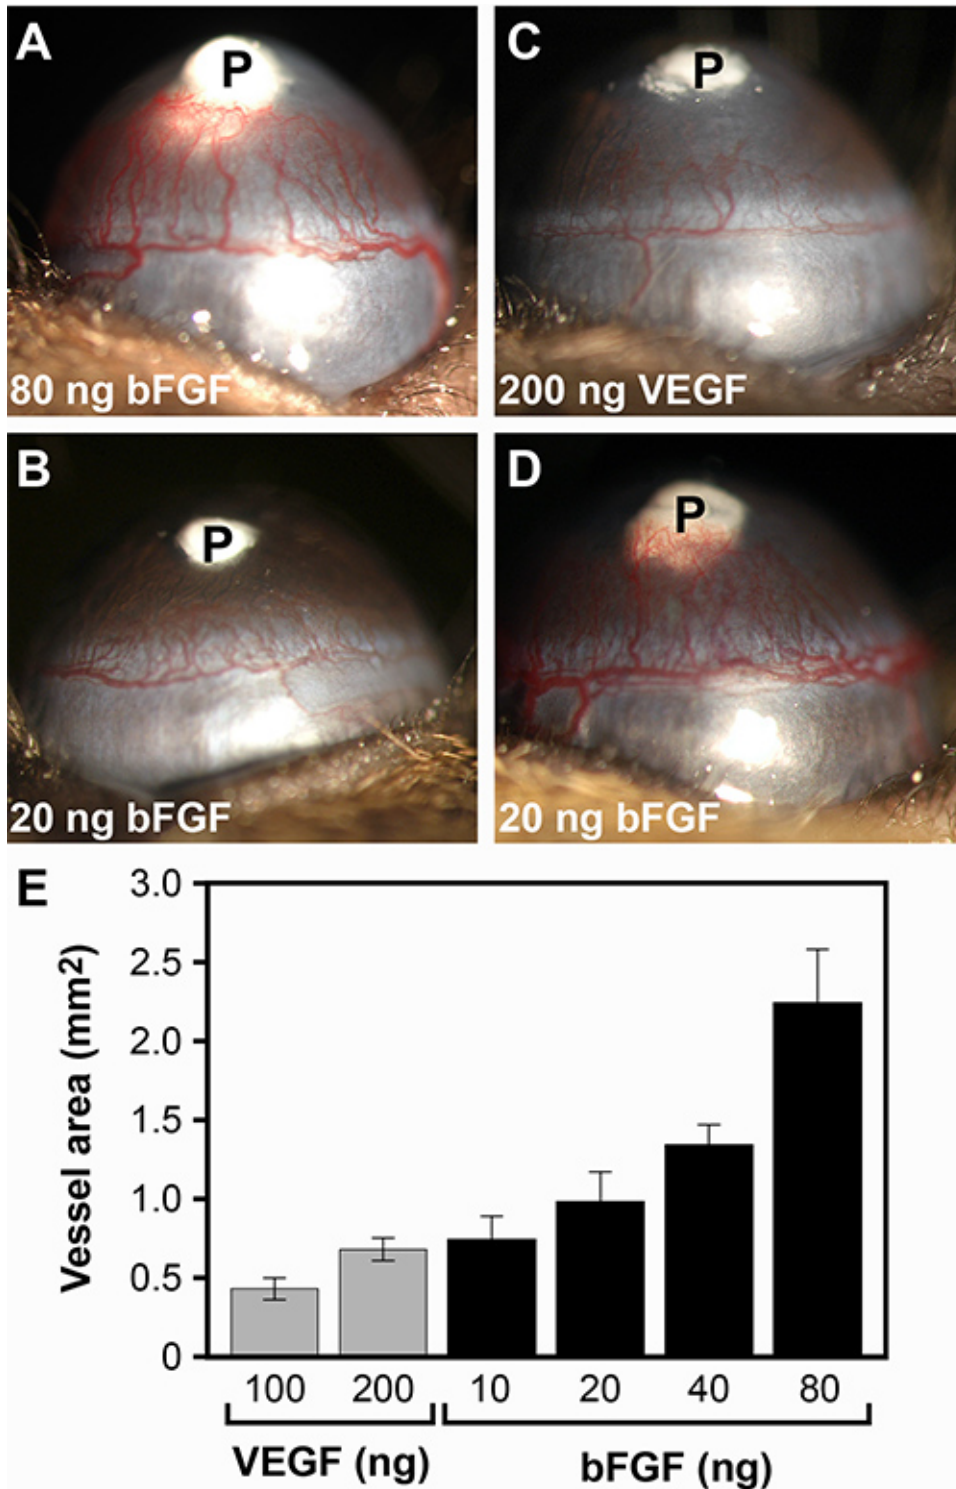 A
P
80 ng bFGF
C
P
200 ng VEGF
B
P
20 ng bFGF
D
P
20 ng bFGF
E
Vessel area (mm²)
3.0
2.5
2.0
1.5
1.0
0.5
0
100 200 10 20 40 80
VEGF (ng) bFGF (ng)